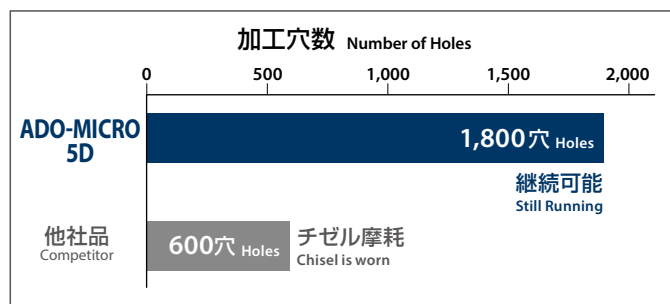 加工穴数 Number of Holes
0 500 1,000 1,500 2,000
ADO-MICRO
5D
1,800穴 Holes
継続可能
Still Running
他社品
Competitor
600穴 Holes
チゼル摩耗
Chisel is worn